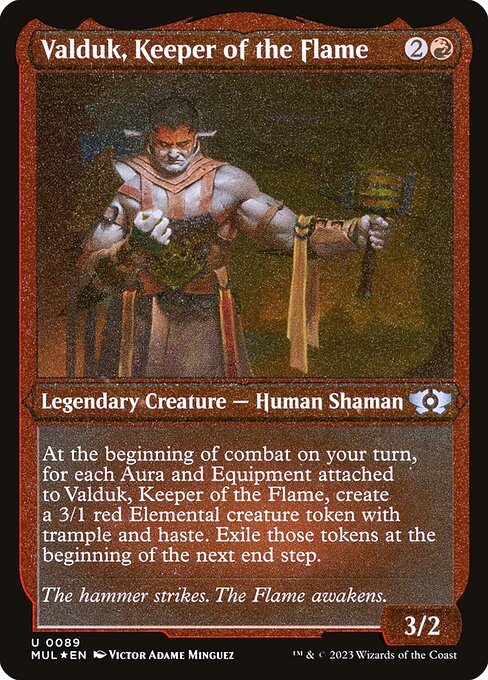 Valduk, Keeper of the Flame 2
Legendary Creature — Human Shaman
At the beginning of combat on your turn,
for each Aura and Equipment attached
to Valduk, Keeper of the Flame, create
a 3/1 red Elemental creature token with
trample and haste. Exile those tokens at the
beginning of the next end step.
The hammer strikes. The Flame awakens.
3/2
U 0089
MUL★EN Victor Adame Minguez
™ & © 2023 Wizards of the Coast